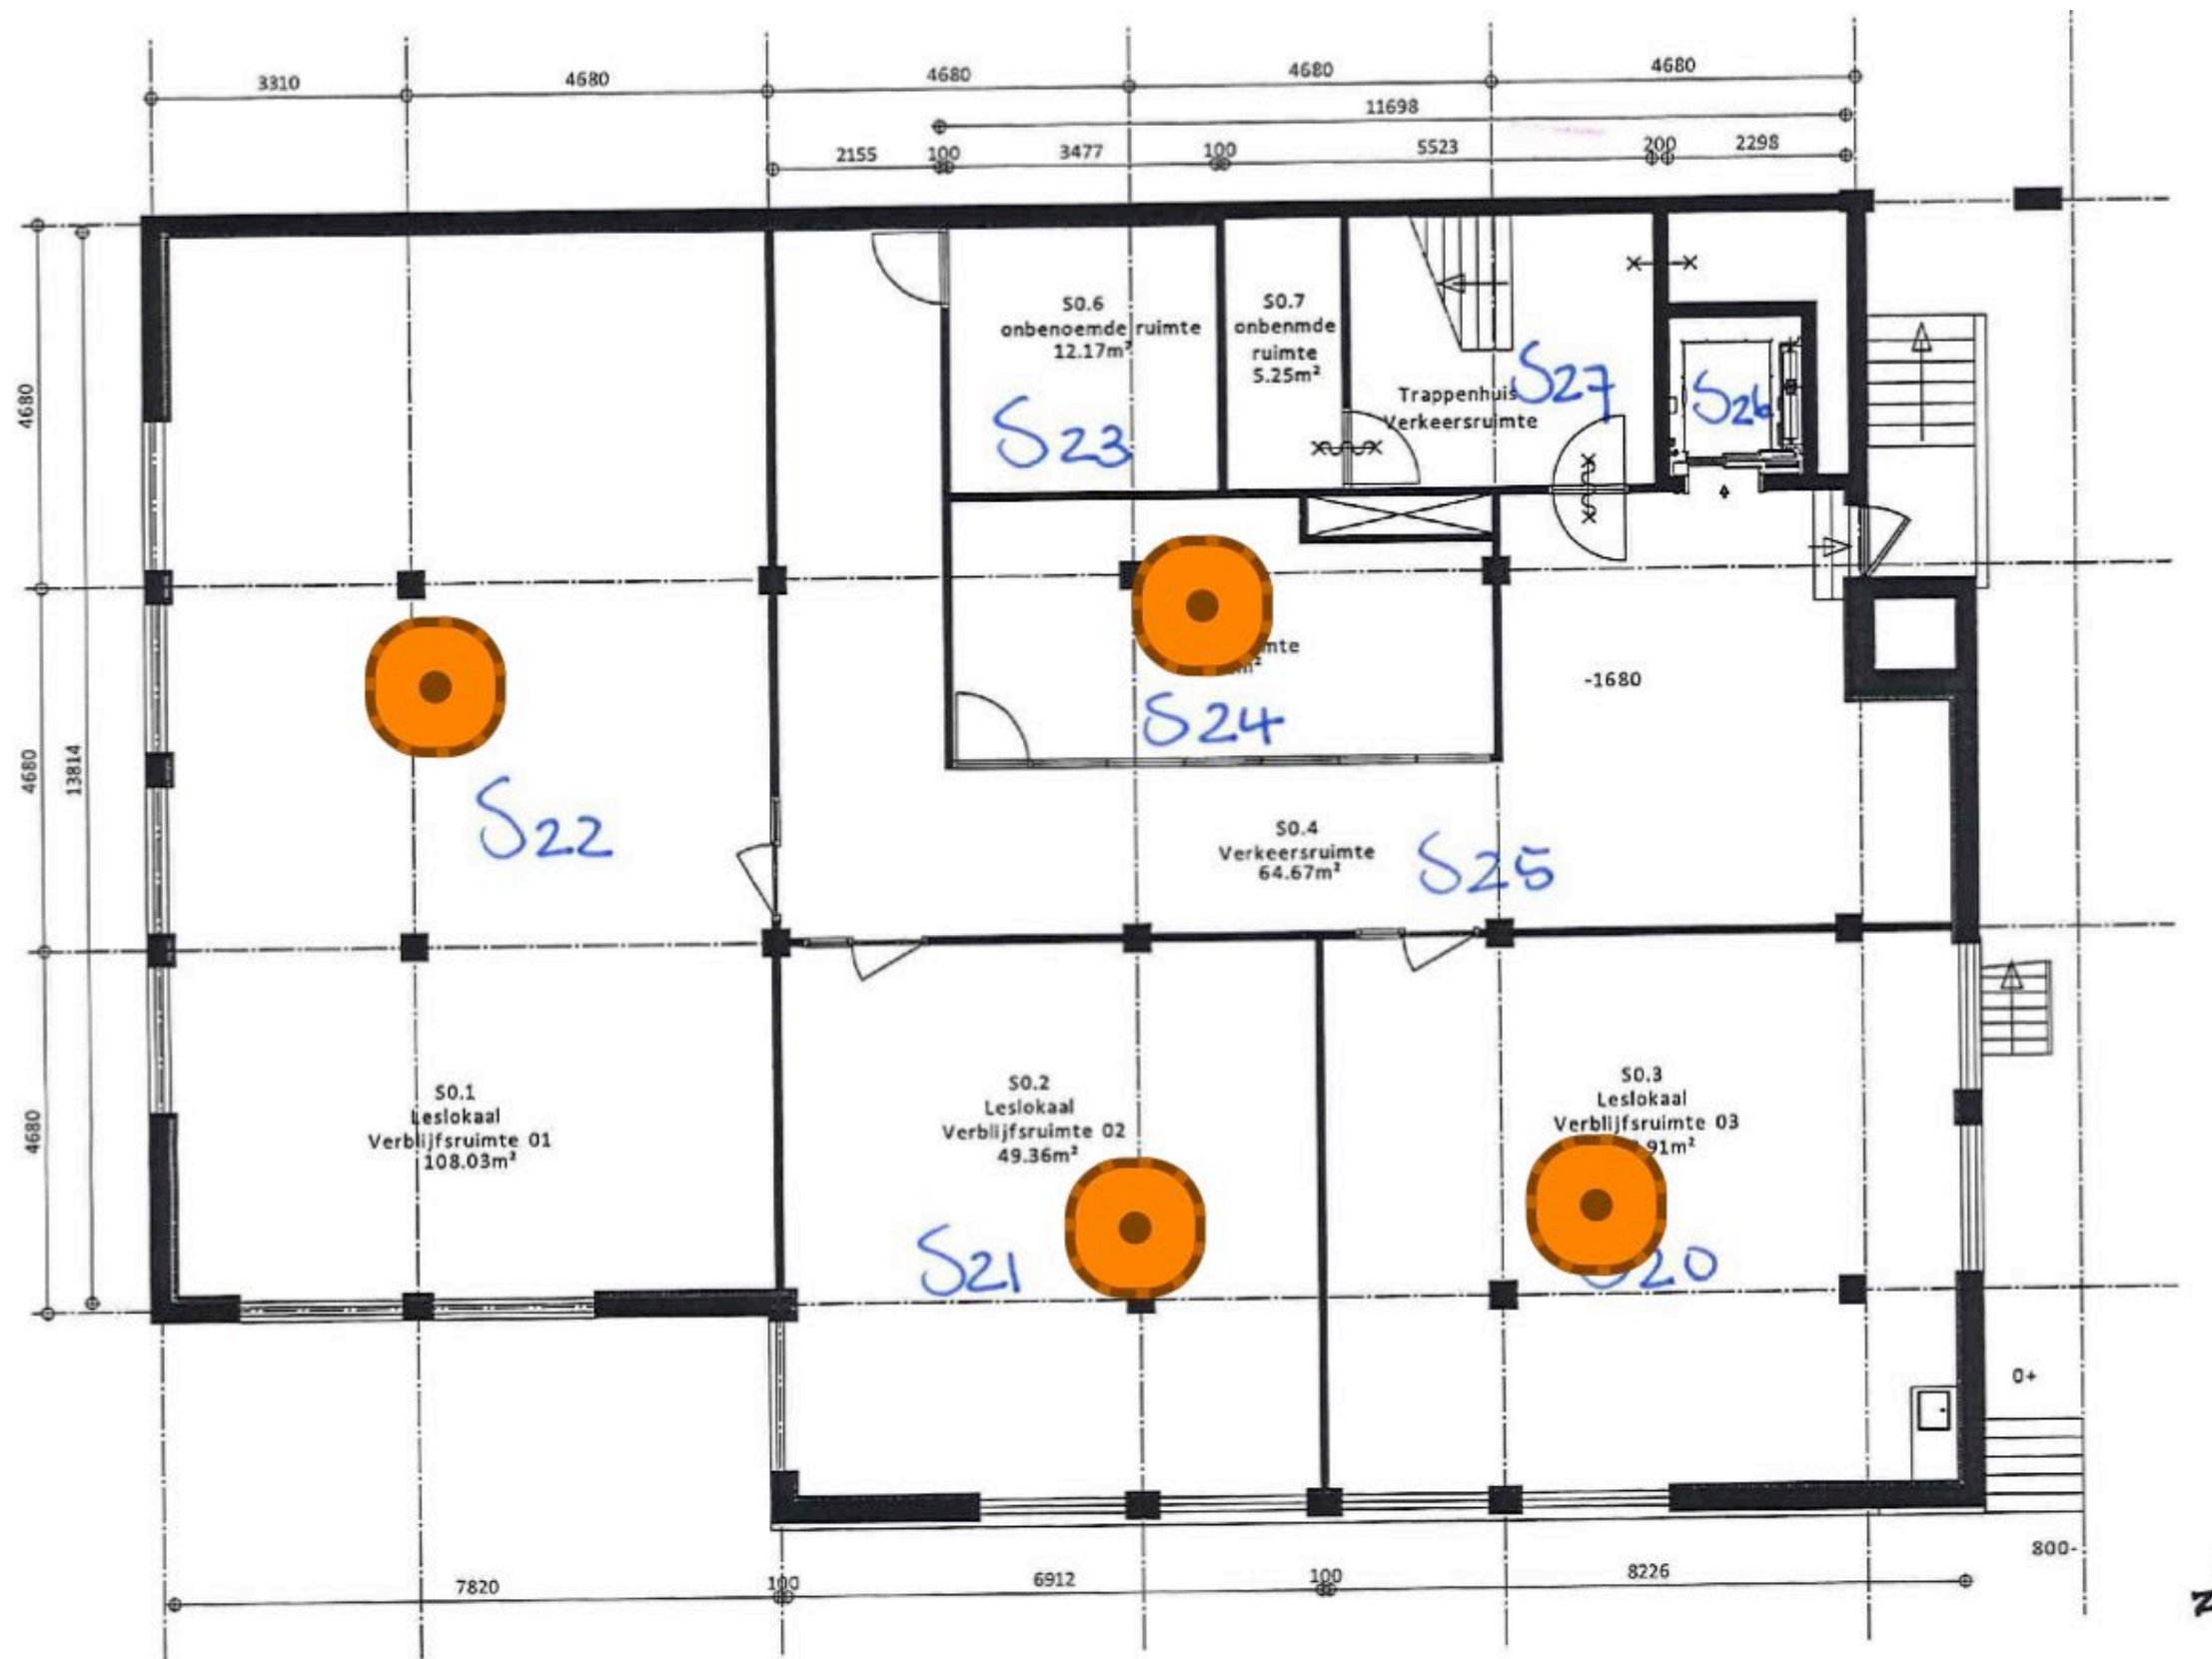 3310
4680
4680
4680
4680
11698
2155
100
3477
100
5523
200
2298
4680
4680
13814
4680
S0.6
onbenoemde ruimte
12.17m²
S23
S0.7
onbenmde
ruimte
5.25m²
Trappenhuis
Verkeersruimte
S27
S26
S24
-1680
S22
S0.4
Verkeersruimte
64.67m²
S25
S0.1
Leslokaal
Verblijfsruimte 01
108.03m²
S0.2
Leslokaal
Verblijfsruimte 02
49.36m²
S21
S0.3
Leslokaal
Verblijfsruimte 03
20
0+
800-
7820
100
6912
100
8226